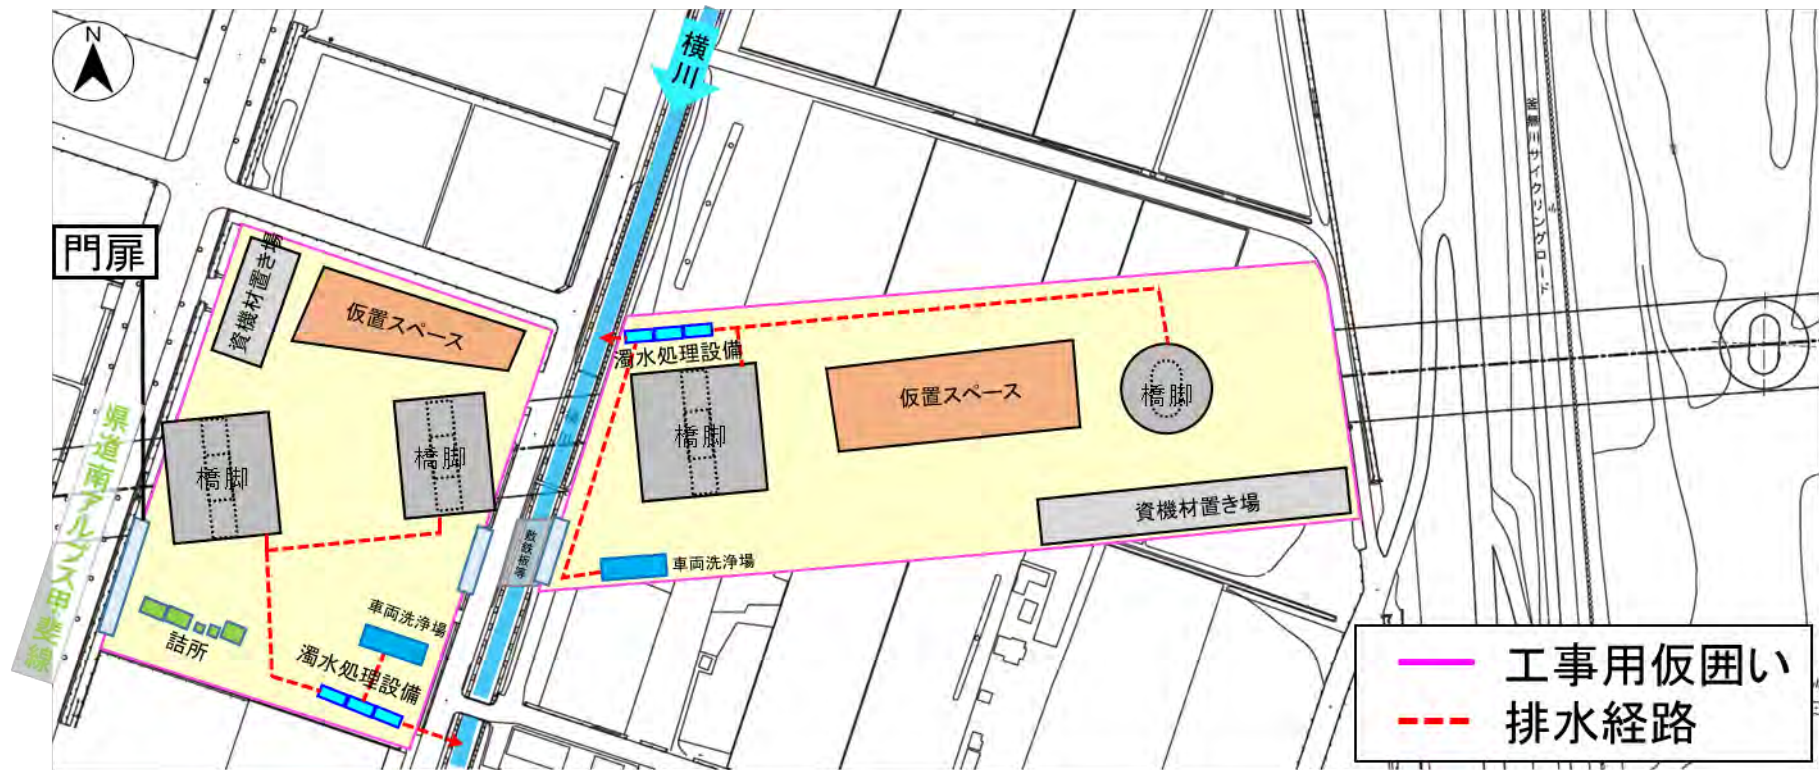 N
横川
釜無川サイクリングロード
門扉
資機材置き場
仮置スペース
濁水処理設備
仮置スペース
橋脚
橋脚
橋脚
橋脚
県道南アルプス甲斐線
資機材置き場
敷鉄板等
車両洗浄場
車両洗浄場
詰所
濁水処理設備
工事用仮囲い
排水経路